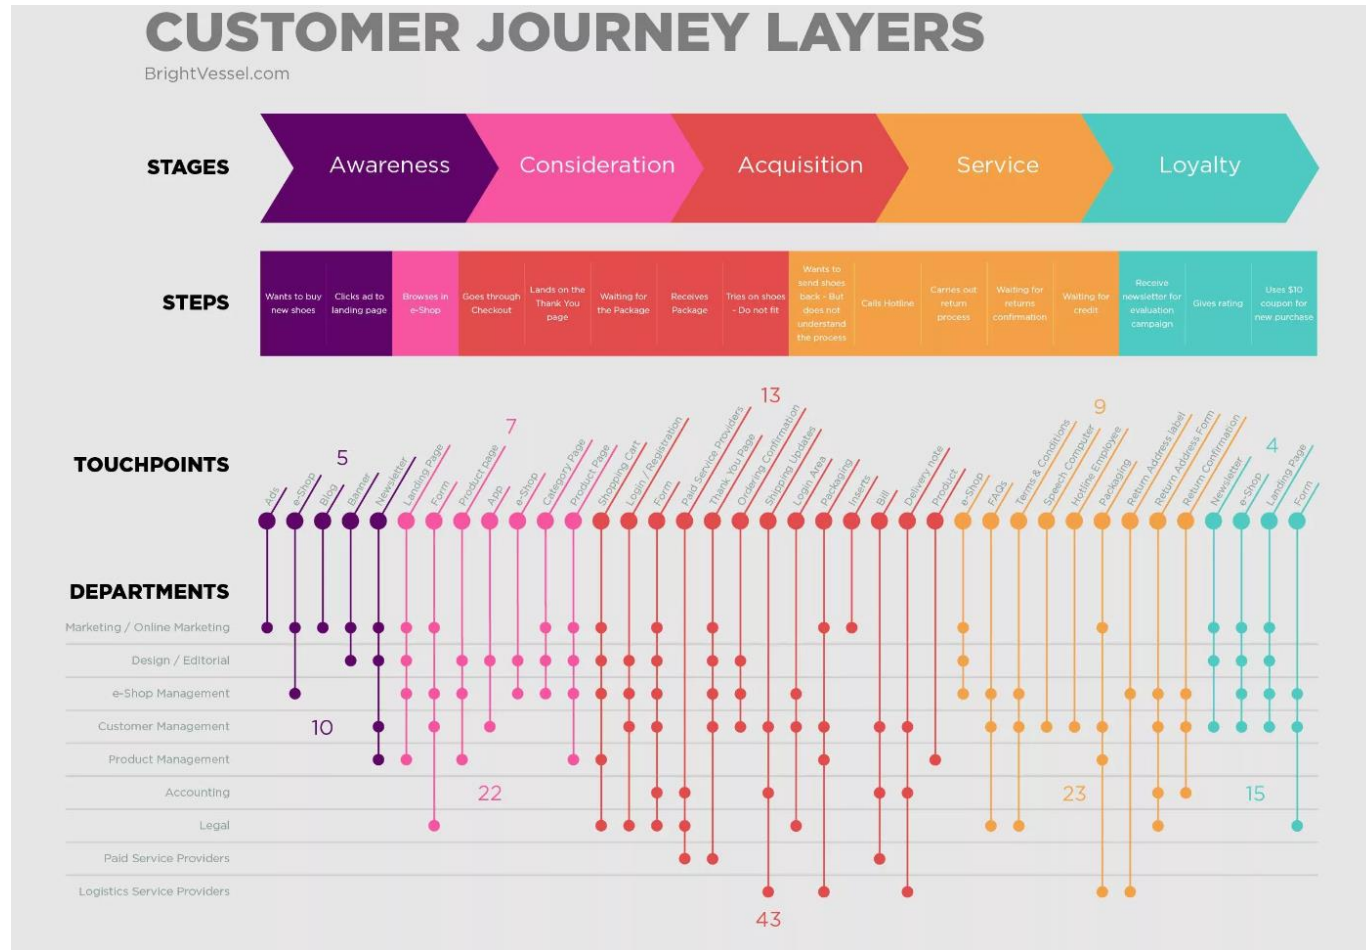 CUSTOMER JOURNEY LAYERS
BrightVessel.com
STAGES
Awareness
Consideration
Acquisition
Service
Loyalty
STEPS
Wants to buy
new shoes
Clicks ad to
landing page
Browses in
e-Shop
Goes through
Checkout
Lands on the
Thank You
page
Waiting for
the Package
Receives
Package
Tries on shoes
- Do not fit
Wants to
send shoes
back - But
does not
understand
the process
Calls Hotline
Carries out
return
process
Waiting for
returns
confirmation
Waiting for
credit
Receive
newsletter for
evaluation
campaign
Gives rating
Uses $10
coupon for
new purchase
TOUCHPOINTS
5
7
13
9
4
Ads
e-Shop
Blog
Banner
Newsletter
Landing Page
Form
Product page
App
e-Shop
Category Page
Product Page
Shopping Cart
Login / Registration
Form
Paid Service Providers
Thank You Page
Ordering Confirmation
Shipping Updates
Login Area
Packaging
Inserts
Bill
Delivery note
Product
e-Shop
FAQs
Terms & Conditions
Speech Computer
Hotline Employee
Packaging
Return Address label
Return Address Form
Return Confirmation
Newsletter
e-Shop
Landing Page
Form
DEPARTMENTS
Marketing / Online Marketing
Design / Editorial
e-Shop Management
Customer Management
10
Product Management
Accounting
22
23
15
Legal
Paid Service Providers
Logistics Service Providers
43